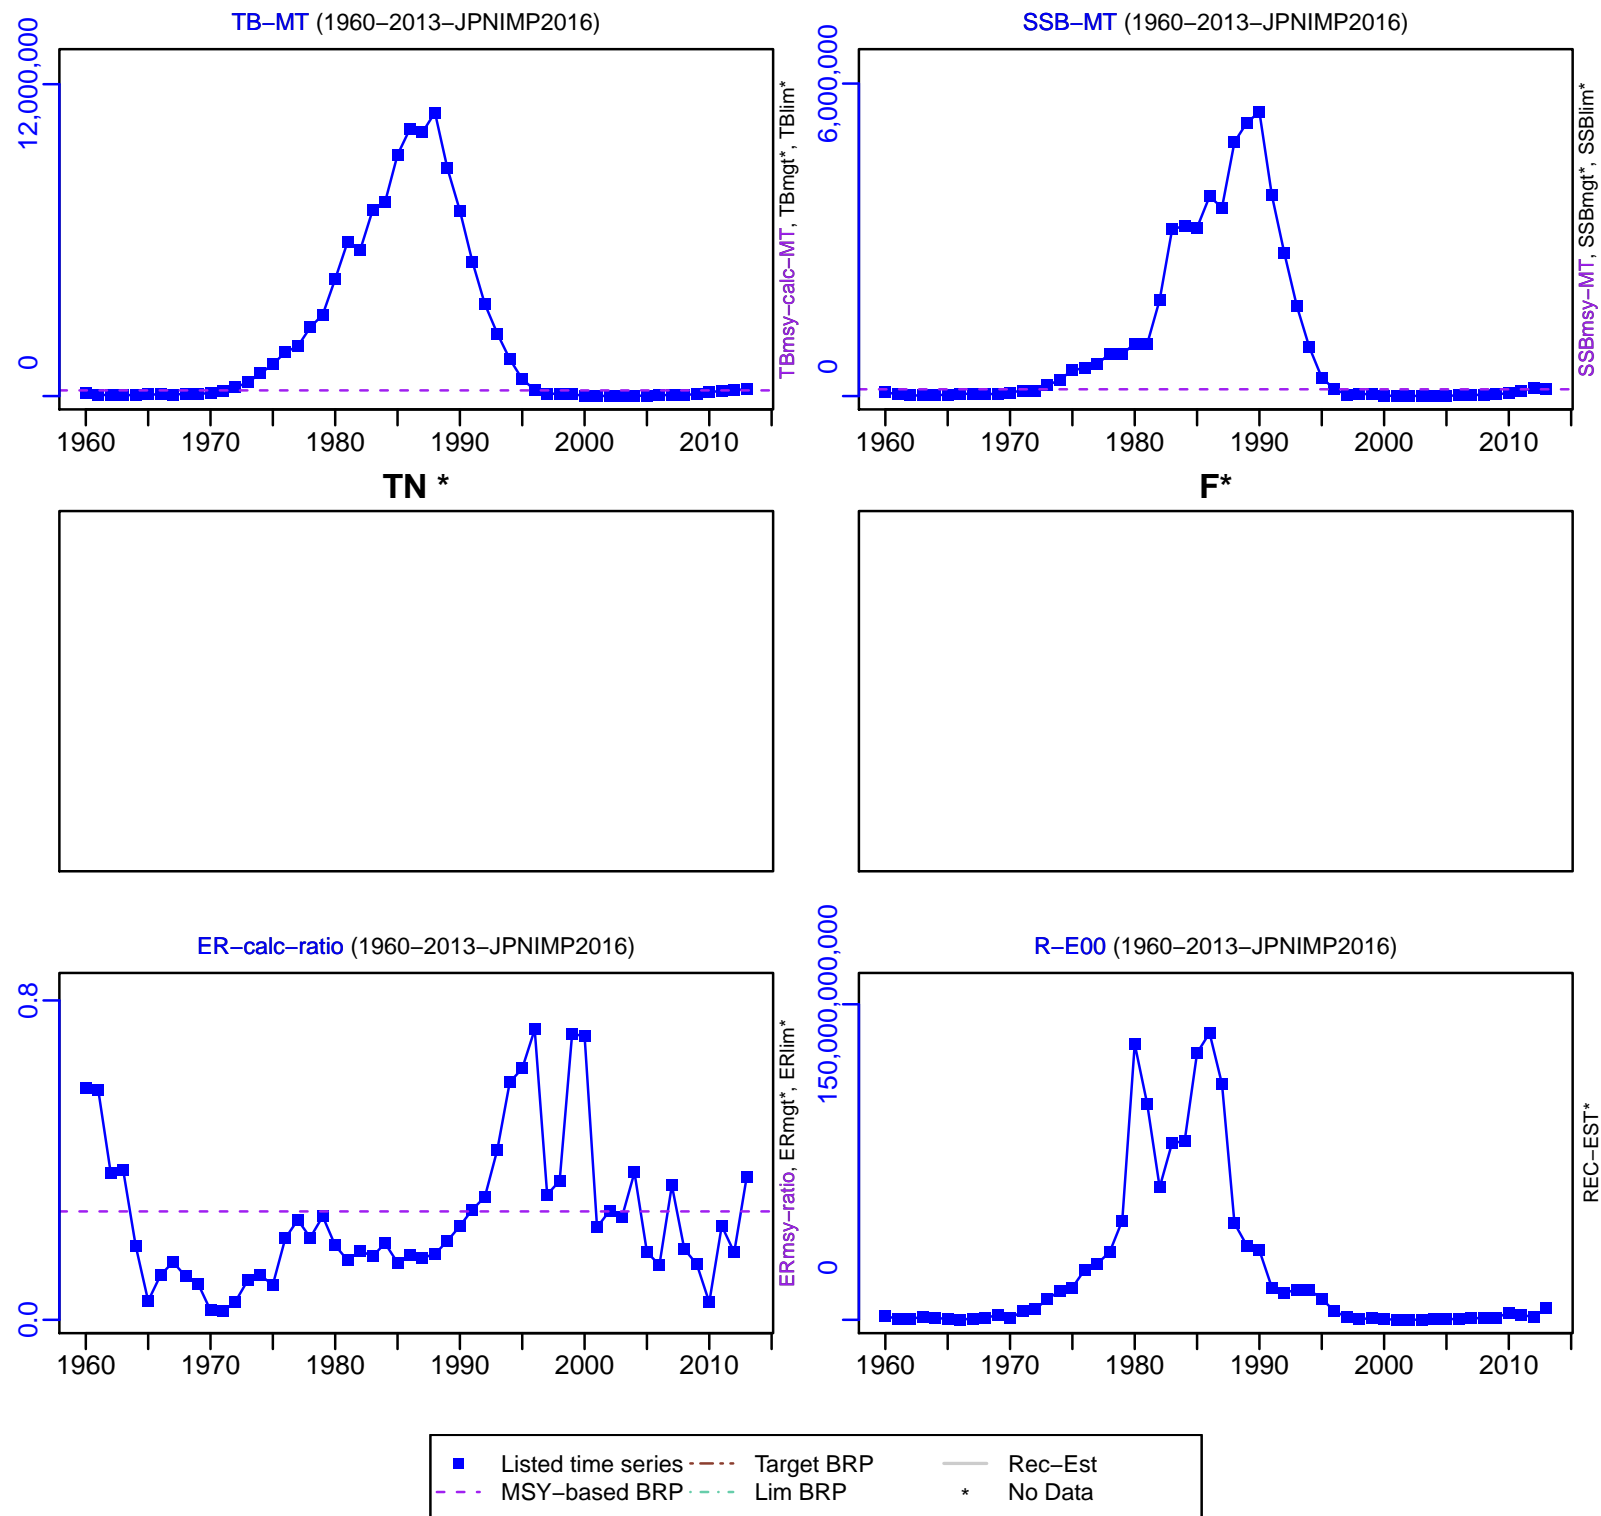 TB−MT (1960−2013−JPNIMP2016)
12,000,000
0
1960 1970 1980 1990 2000 2010
TBmsy−calc−MT, TBmgt*, TBlim*
SSB−MT (1960−2013−JPNIMP2016)
6,000,000
0
1960 1970 1980 1990 2000 2010
SSBmsy−MT, SSBmgt*, SSBlim*
TN *
F*
ER−calc−ratio (1960−2013−JPNIMP2016)
0.8
0.0
1960 1970 1980 1990 2000 2010
ERmsy−ratio, ERmgt*, ERlim*
R−E00 (1960−2013−JPNIMP2016)
150,000,000,000
0
1960 1970 1980 1990 2000 2010
REC−EST*
Listed time series Target BRP Rec−Est
MSY−based BRP Lim BRP * No Data